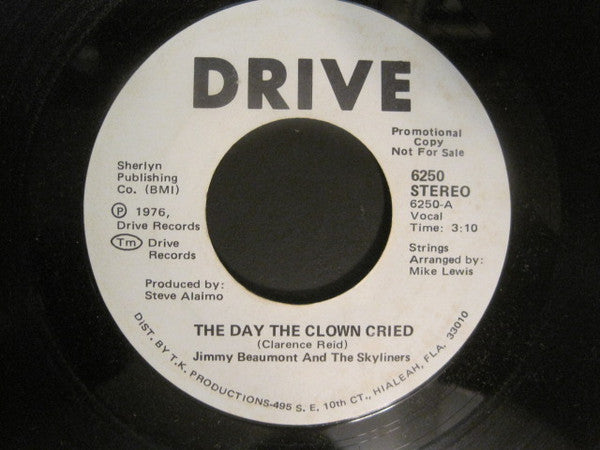 DRIVE
Promotional
Copy
Not For Sale
Sherlyn
Publishing
Co. (BMI)
6250
STEREO
6250-A
Vocal
Time: 3:10
Ⓟ 1976,
Drive Records
Tm Drive
Records
Strings
Arranged by:
Mike Lewis
Produced by:
Steve Alaimo
THE DAY THE CLOWN CRIED
(Clarence Reid)
Jimmy Beaumont And The Skyliners
DIST. BY T.K. PRODUCTIONS-495 S. E. 10th CT., HIALEAH, FLA. 33010